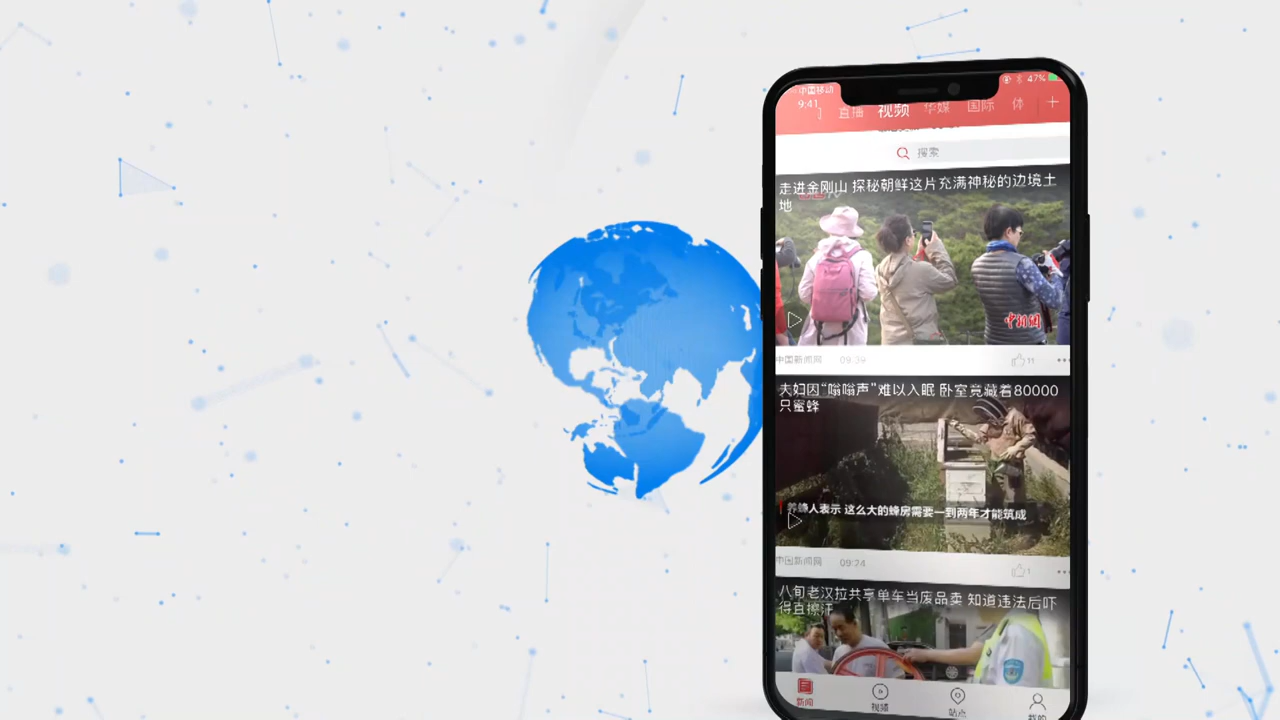 中国移动
47%
9:41
直播 视频 华媒 国际 体 +
搜索
走进金刚山 探秘朝鲜这片充满神秘的边境土
地
中新网
中国新闻网 09:39 11
夫妇因“嗡嗡声”难以入眠 卧室竟藏着80000
只蜜蜂
养蜂人表示 这么大的蜂房需要一到两年才能筑成
中国新闻网 09:24 1
八旬老汉拉共享单车当废品卖 知道违法后吓
得直擦汗
新闻 视频 站点 我的